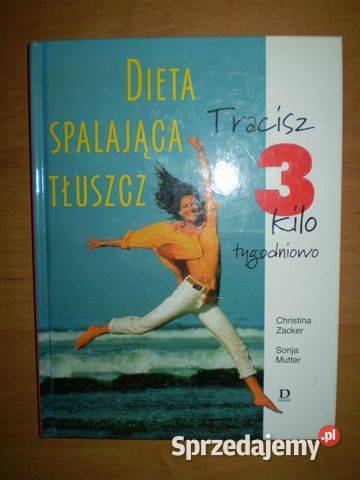 DIETA
SPALAJĄCA
TŁUSZCZ
Tracisz
3
kilo
tygodniowo
Christina
Zacker
Sonja
Mutter
D
Sprzedajemy.pl